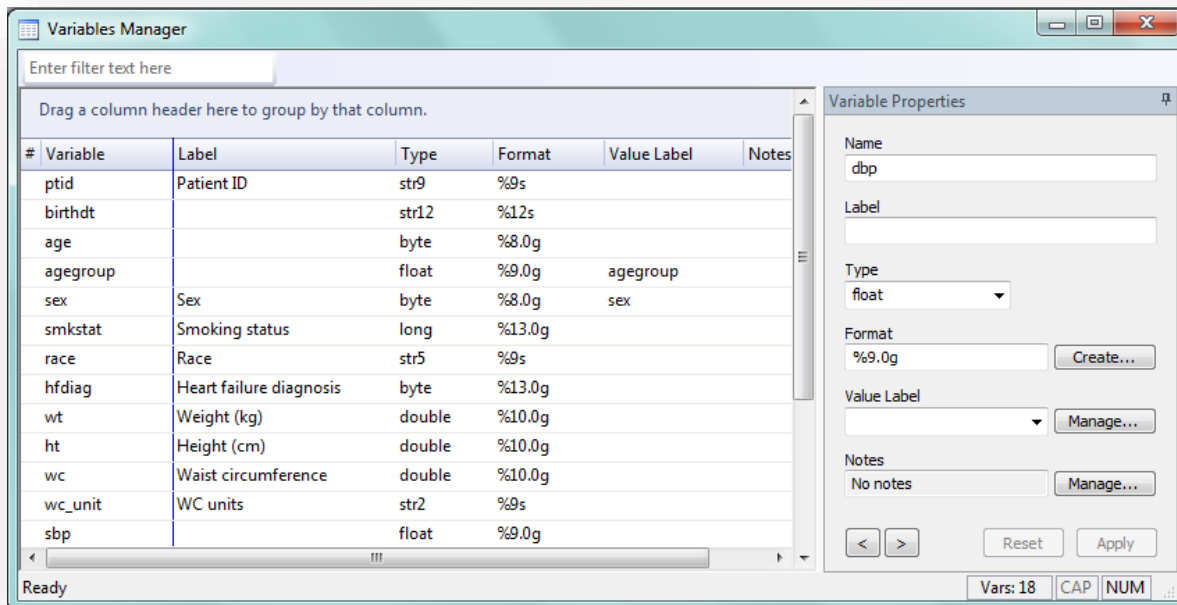 Variables Manager
Enter filter text here
Drag a column header here to group by that column.
# Variable Label Type Format Value Label Notes
ptid Patient ID str9 %9s
birthdt str12 %12s
age byte %8.0g
agegroup float %9.0g agegroup
sex Sex byte %8.0g sex
smkstat Smoking status long %13.0g
race Race str5 %9s
hfdiag Heart failure diagnosis byte %13.0g
wt Weight (kg) double %10.0g
ht Height (cm) double %10.0g
wc Waist circumference double %10.0g
wc_unit WC units str2 %9s
sbp float %9.0g
Variable Properties
Name
dbp
Label
Type
float
Format
%9.0g Create...
Value Label
Manage...
Notes
No notes Manage...
< > Reset Apply
Ready Vars: 18 CAP NUM